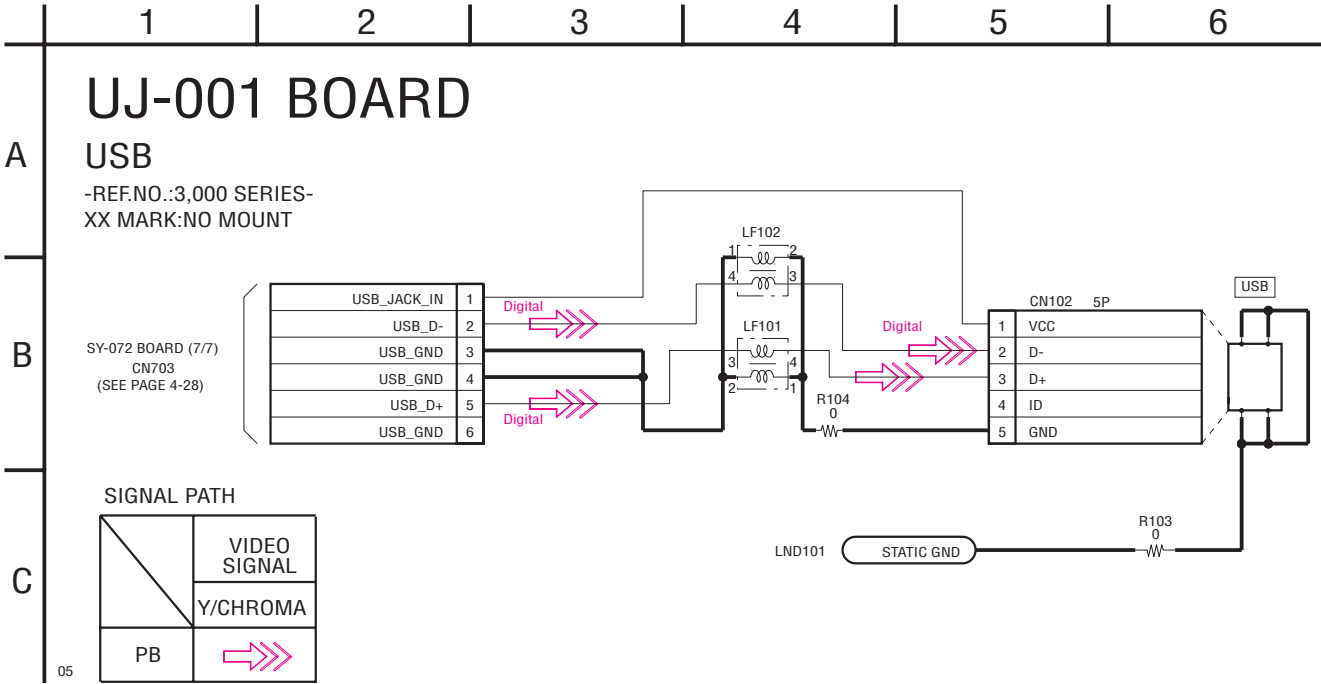 1 2 3 4 5 6
A
B
C
UJ-001 BOARD
USB
-REF.NO.:3,000 SERIES-
XX MARK:NO MOUNT
SY-072 BOARD (7/7)
CN703
(SEE PAGE 4-28)
USB_JACK_IN 1
USB_D- 2
USB_GND 3
USB_GND 4
USB_D+ 5
USB_GND 6
Digital
Digital
LF102
1 2
4 3
LF101
3 4
2 1
R104
0
Digital
CN102 5P
1 VCC
2 D-
3 D+
4 ID
5 GND
USB
LND101 STATIC GND
R103
0
SIGNAL PATH
VIDEO
SIGNAL
Y/CHROMA
PB
05